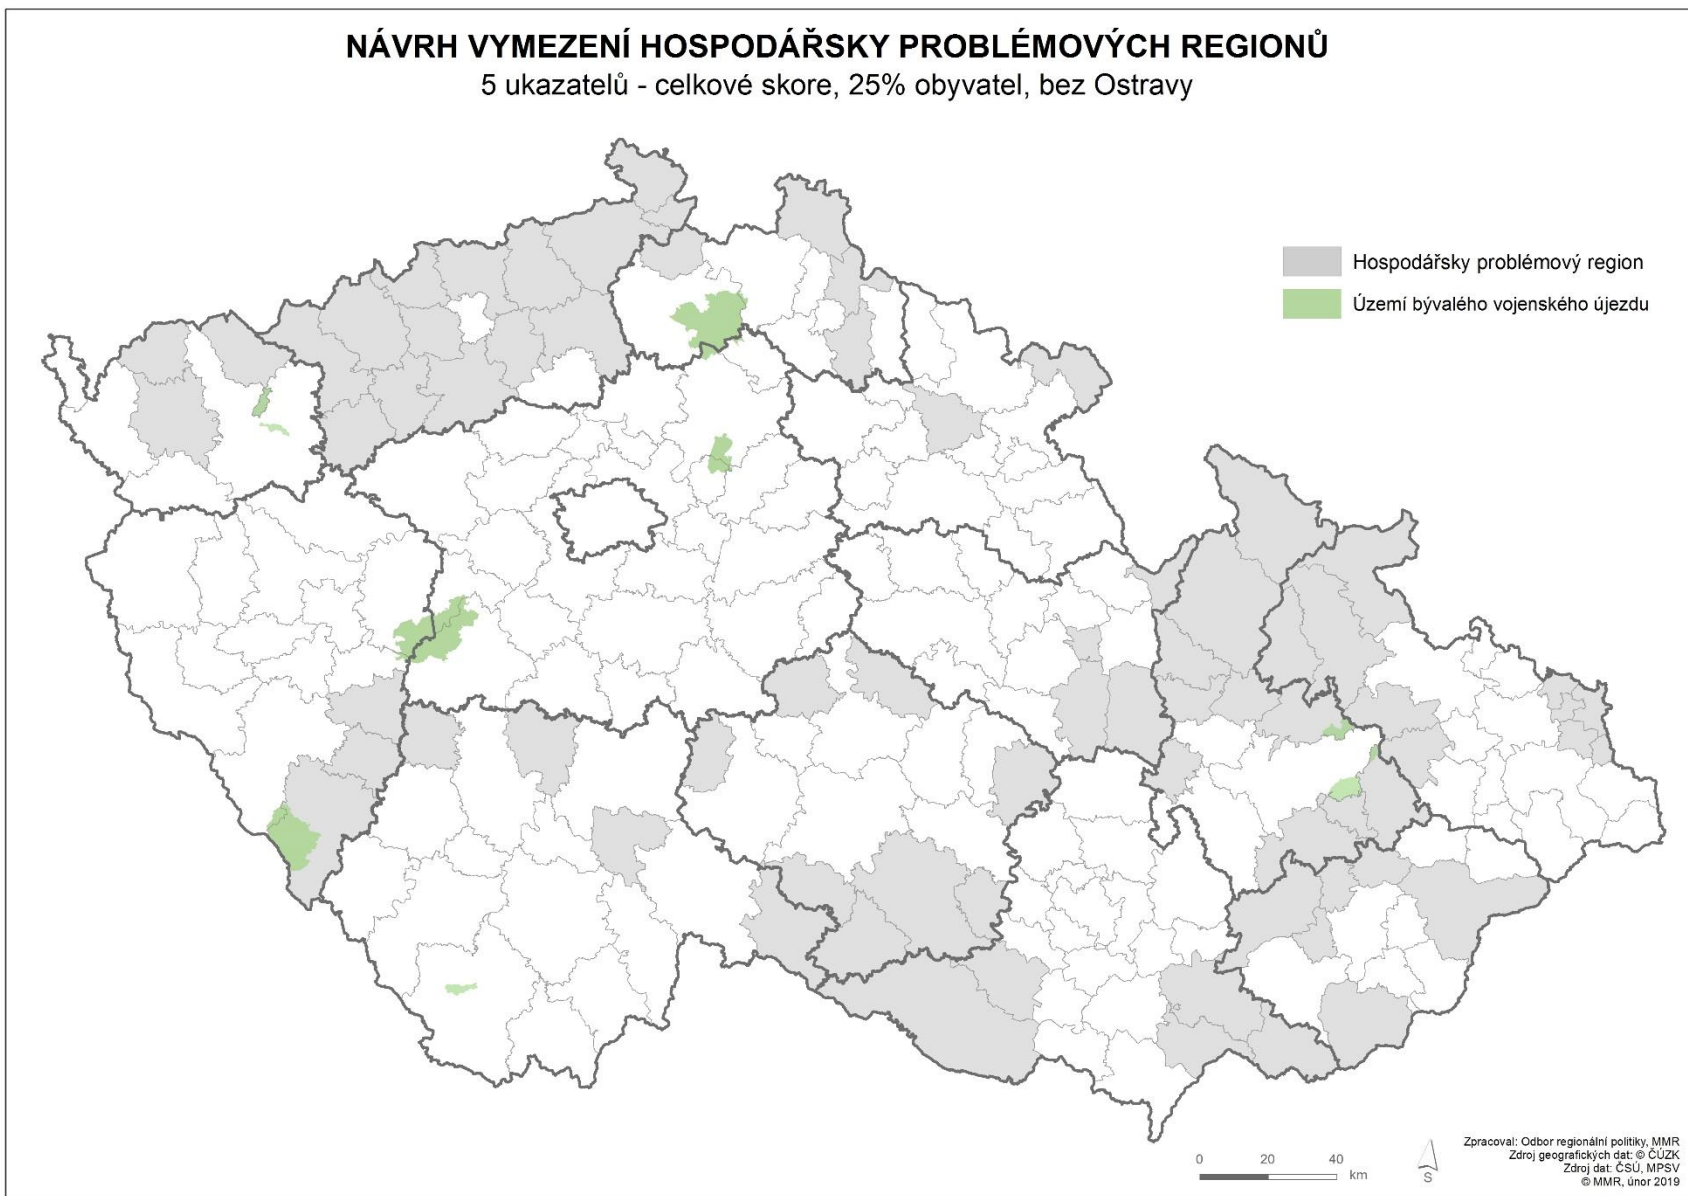 NÁVRH VYMEZENÍ HOSPODÁŘSKY PROBLÉMOVÝCH REGIONŮ
5 ukazatelů - celkové skore, 25% obyvatel, bez Ostravy
Hospodářsky problémový region
Území bývalého vojenského újezdu
0 20 40
km
S
Zpracoval: Odbor regionální politiky, MMR
Zdroj geografických dat: © ČÚZK
Zdroj dat: ČSÚ, MPSV
© MMR, únor 2019